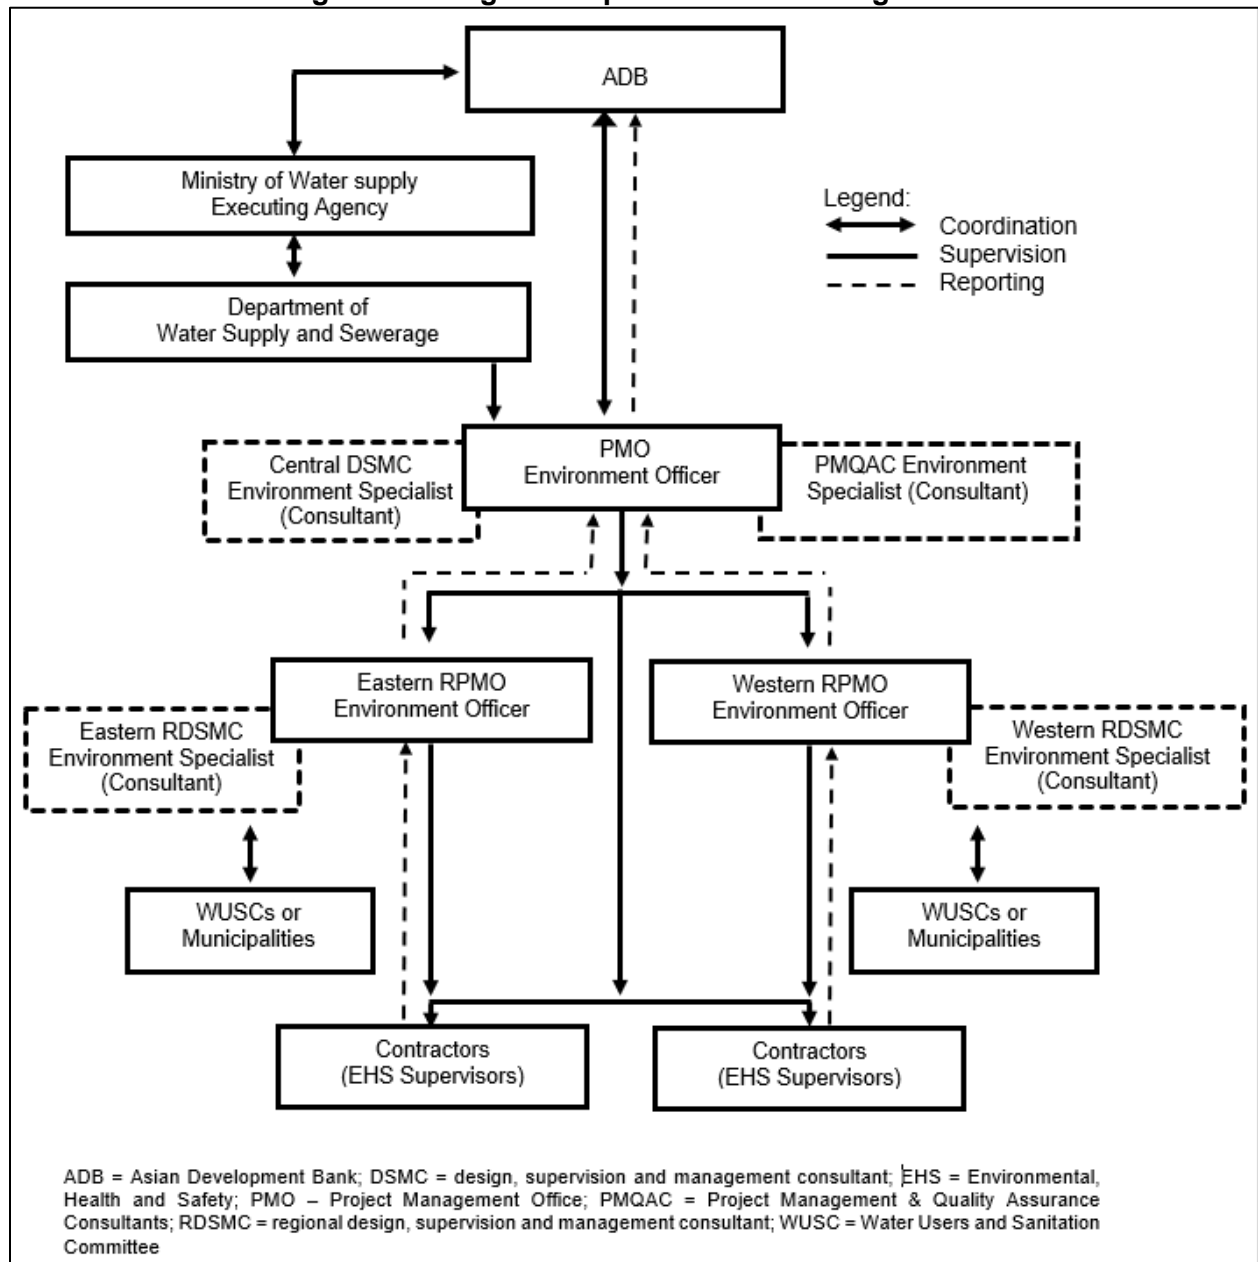 ADB
Ministry of Water supply
Executing Agency
Legend:
Coordination
Supervision
Reporting
Department of
Water Supply and Sewerage
PMO
Environment Officer
Central DSMC
Environment Specialist
(Consultant)
PMQAC Environment
Specialist (Consultant)
Eastern RPMO
Environment Officer
Western RPMO
Environment Officer
Eastern RDSMC
Environment Specialist
(Consultant)
Western RDSMC
Environment Specialist
(Consultant)
WUSCs or
Municipalities
WUSCs or
Municipalities
Contractors
(EHS Supervisors)
Contractors
(EHS Supervisors)
ADB = Asian Development Bank; DSMC = design, supervision and management consultant; EHS = Environmental,
Health and Safety; PMO – Project Management Office; PMQAC = Project Management & Quality Assurance
Consultants; RDSMC = regional design, supervision and management consultant; WUSC = Water Users and Sanitation
Committee